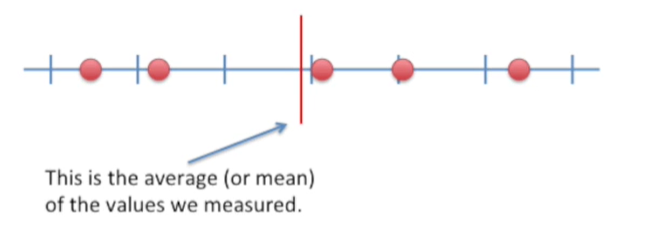 This is the average (or mean)
of the values we measured.